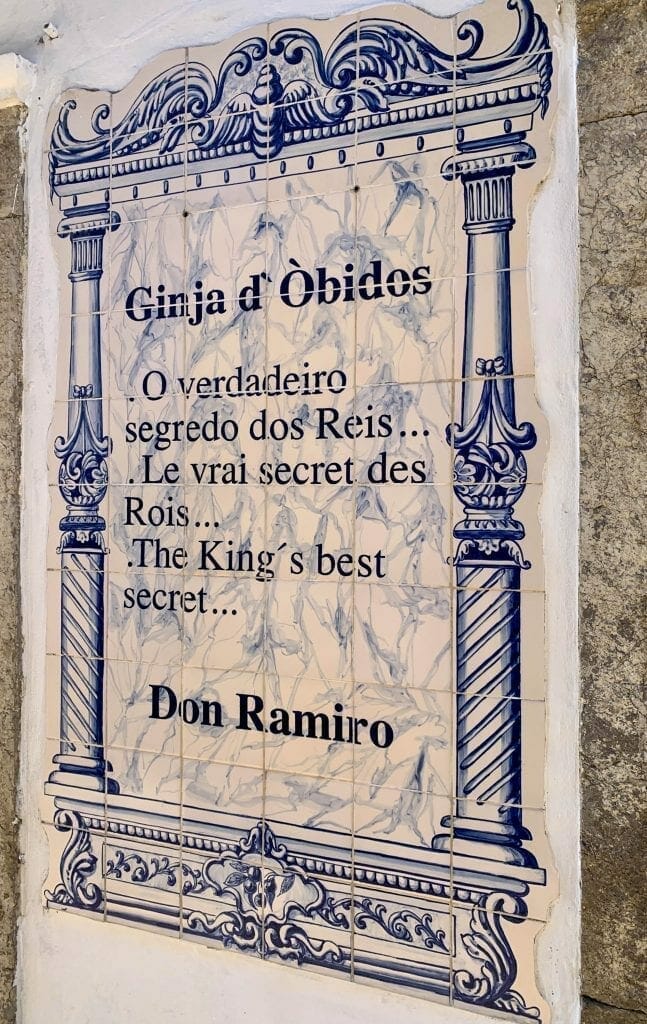 Ginja d`Òbidos
.O verdadeiro
segredo dos Reis...
.Le vrai secret des
Rois...
.The King´s best
secret...
Don Ramiro